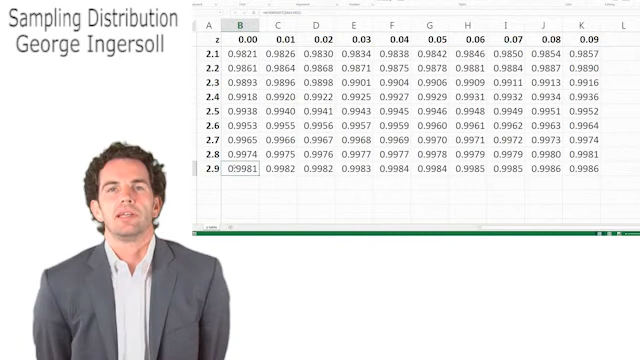 Sampling Distribution
George Ingersoll
A B C D E F G H I J K L
z 0.00 0.01 0.02 0.03 0.04 0.05 0.06 0.07 0.08 0.09
2.1 0.9821 0.9826 0.9830 0.9834 0.9838 0.9842 0.9846 0.9850 0.9854 0.9857
2.2 0.9861 0.9864 0.9868 0.9871 0.9875 0.9878 0.9881 0.9884 0.9887 0.9890
2.3 0.9893 0.9896 0.9898 0.9901 0.9904 0.9906 0.9909 0.9911 0.9913 0.9916
2.4 0.9918 0.9920 0.9922 0.9925 0.9927 0.9929 0.9931 0.9932 0.9934 0.9936
2.5 0.9938 0.9940 0.9941 0.9943 0.9945 0.9946 0.9948 0.9949 0.9951 0.9952
2.6 0.9953 0.9955 0.9956 0.9957 0.9959 0.9960 0.9961 0.9962 0.9963 0.9964
2.7 0.9965 0.9966 0.9967 0.9968 0.9969 0.9970 0.9971 0.9972 0.9973 0.9974
2.8 0.9974 0.9975 0.9976 0.9977 0.9977 0.9978 0.9979 0.9979 0.9980 0.9981
2.9 0.9981 0.9982 0.9982 0.9983 0.9984 0.9984 0.9985 0.9985 0.9986 0.9986